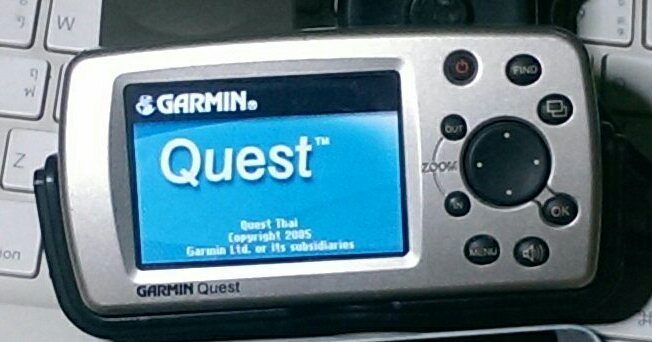 W
Z
GARMIN®
Quest™
Quest Thai
Copyright 2005
Garmin Ltd. or its subsidiaries
GARMIN Quest
FIND
OUT
ZOOM
IN
OK
MENU